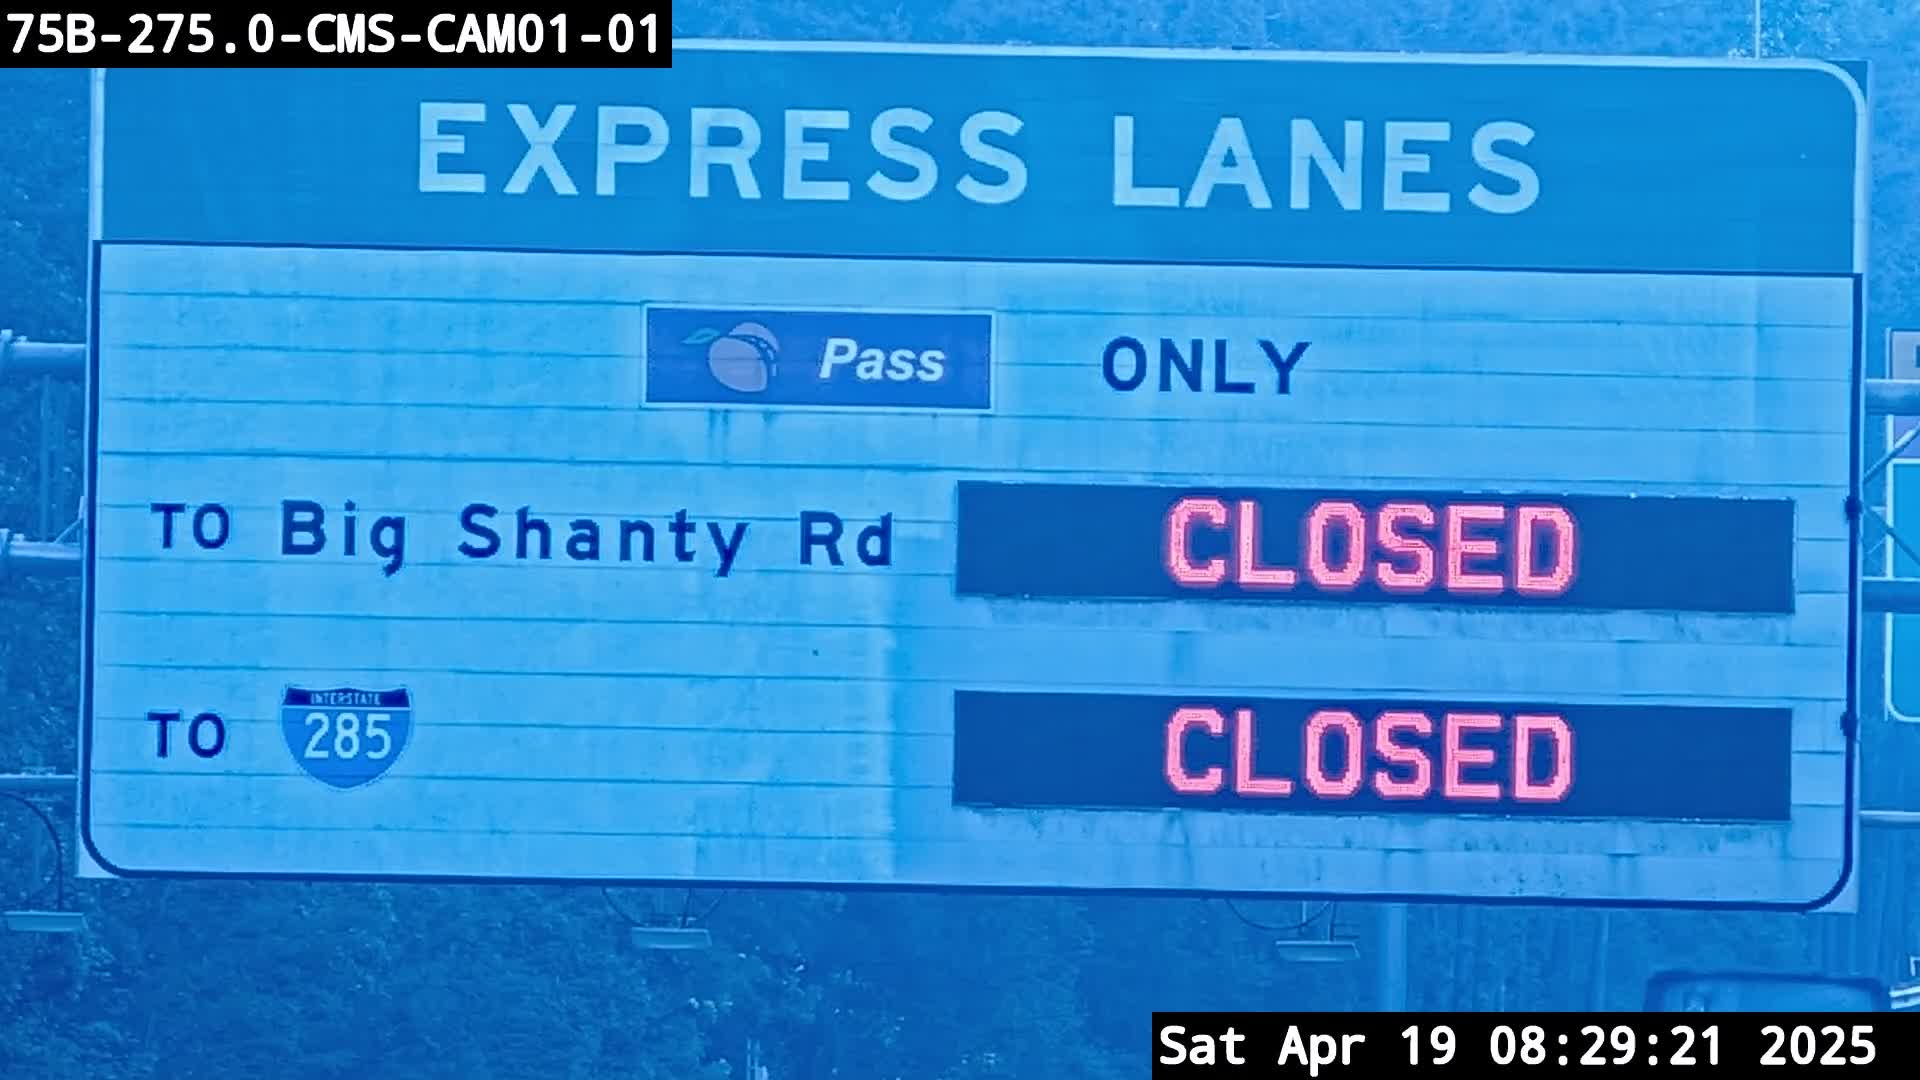 75B-275.0-CMS-CAM01-01
EXPRESS LANES
Pass ONLY
TO Big Shanty Rd CLOSED
TO INTERSTATE 285 CLOSED
Sat Apr 19 08:29:21 2025